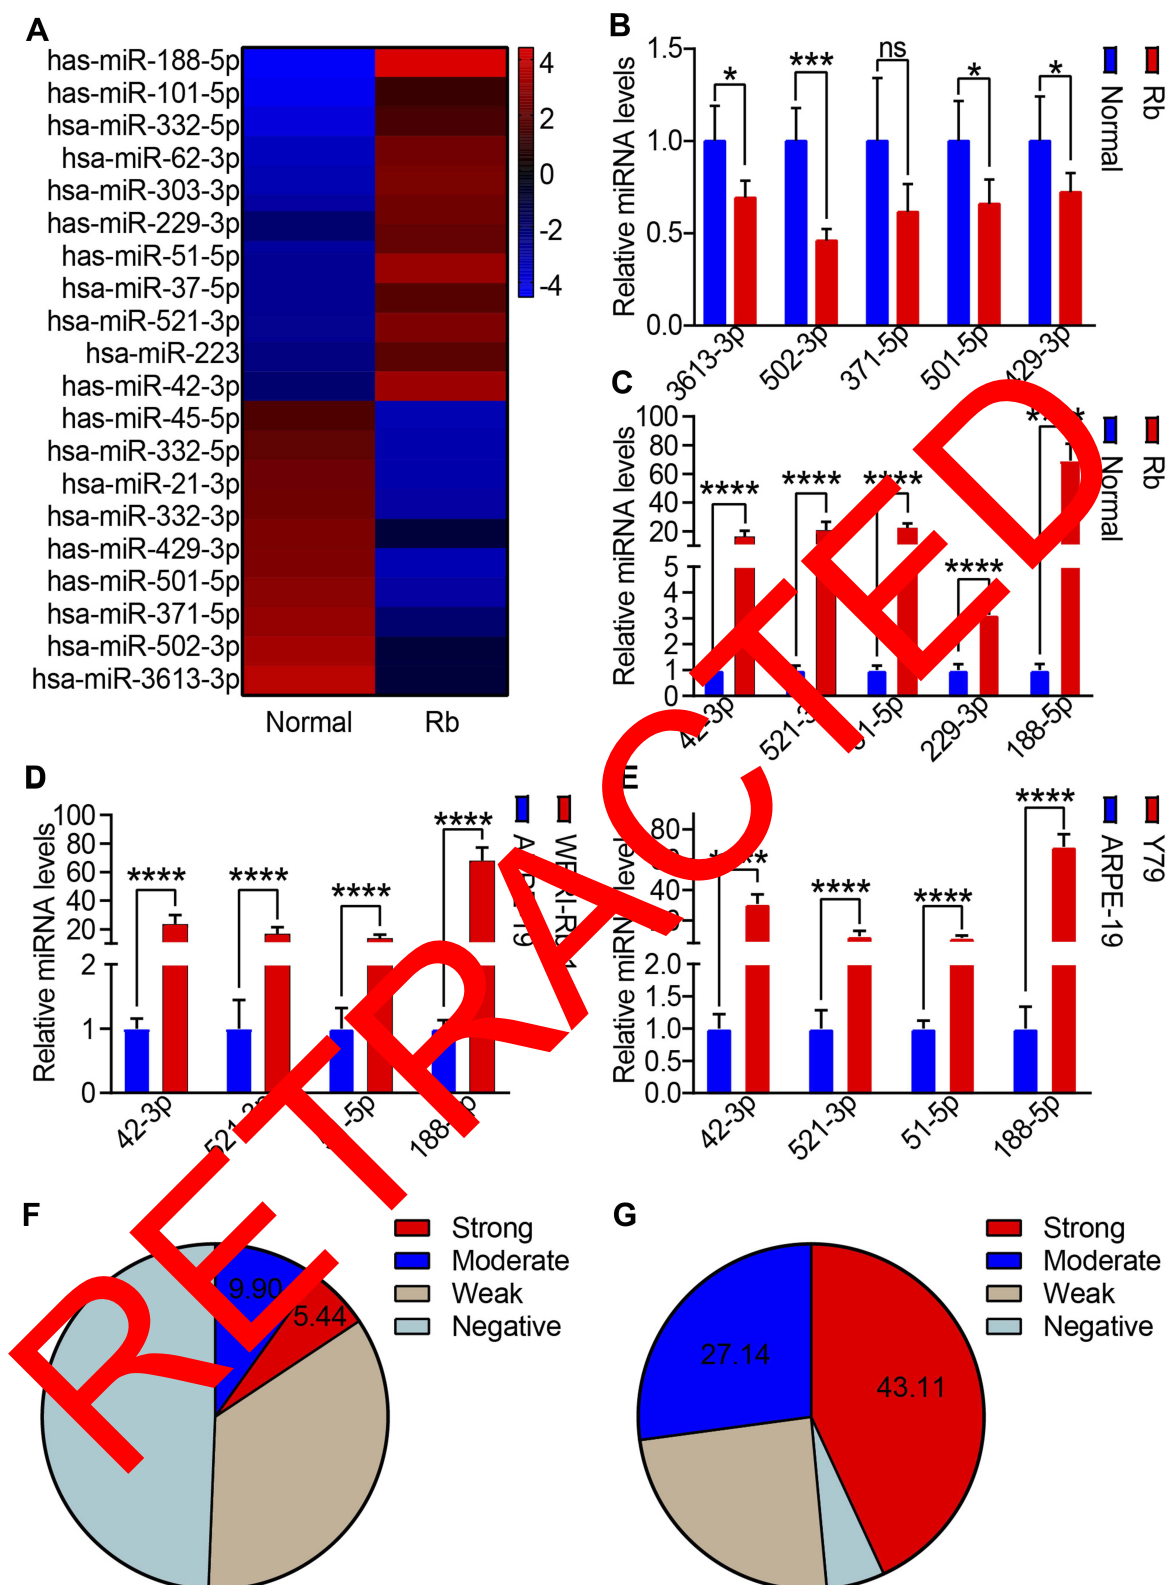 A
has-miR-188-5p
has-miR-101-5p
hsa-miR-332-5p
hsa-miR-62-3p
hsa-miR-303-3p
has-miR-229-3p
has-miR-51-5p
hsa-miR-37-5p
hsa-miR-521-3p
hsa-miR-223
has-miR-42-3p
has-miR-45-5p
hsa-miR-332-5p
hsa-miR-21-3p
hsa-miR-332-3p
has-miR-429-3p
has-miR-501-5p
hsa-miR-371-5p
hsa-miR-502-3p
hsa-miR-3613-3p
Normal Rb
4
2
0
-2
-4
B
Relative miRNA levels
1.5
1.0
0.5
0.0
* *** ns * *
3613-3p 502-3p 371-5p 501-5p 429-3p
Normal
Rb
C
Relative miRNA levels
100
80
60
40
20
5
4
3
2
1
0
**** **** **** ****
42-3p 229-3p 188-5p
Normal
Rb
D
Relative miRNA levels
100
80
60
40
20
2
1
0
**** **** **** ****
42-3p
E
Relative miRNA levels
80
40
2.0
1.5
1.0
0.5
0.0
**** **** ****
42-3p 521-3p 51-5p 188-5p
ARPE-19
Y79
F
9.90
5.44
Strong
Moderate
Weak
Negative
G
27.14
43.11
Strong
Moderate
Weak
Negative
RETRACTED